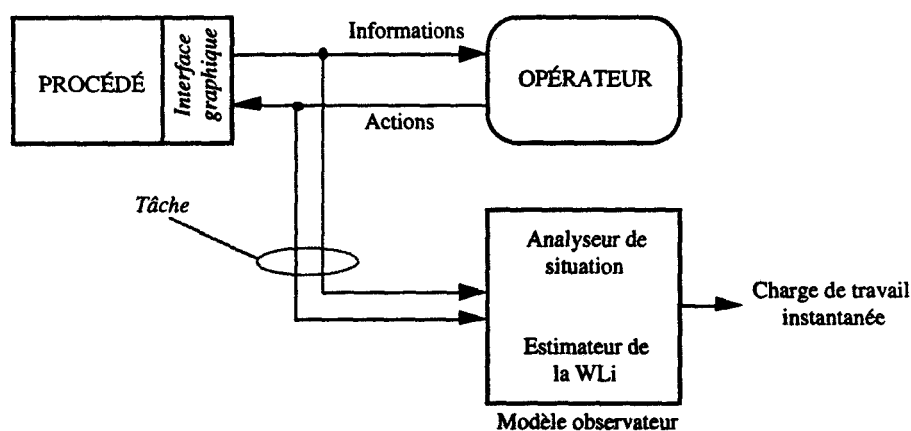 Informations
PROCÉDÉ
Interface
graphique
OPÉRATEUR
Actions
Tâche
Analyseur de
situation
Charge de travail
instantanée
Estimateur de
la WLi
Modèle observateur